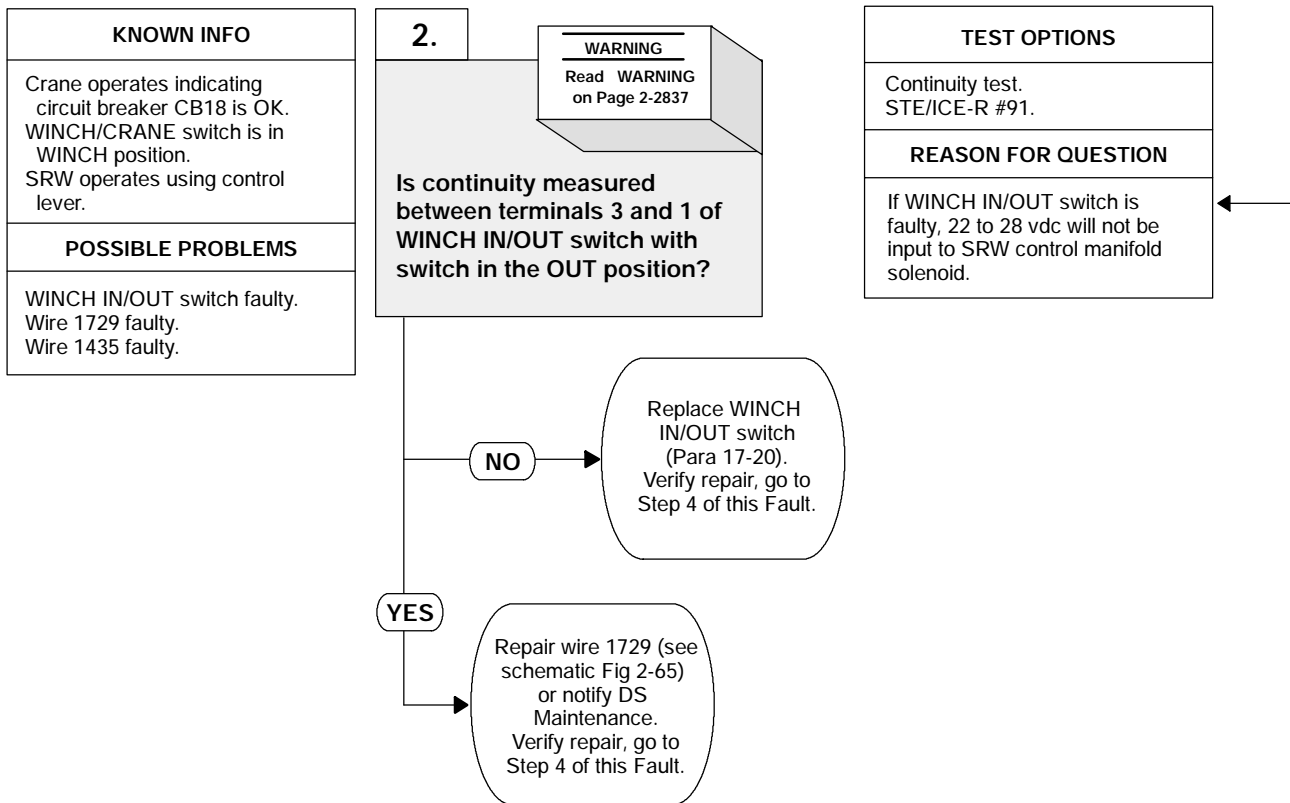 KNOWN INFO
Crane operates indicating
circuit breaker CB18 is OK.
WINCH/CRANE switch is in
WINCH position.
SRW operates using control
lever.
POSSIBLE PROBLEMS
WINCH IN/OUT switch faulty.
Wire 1729 faulty.
Wire 1435 faulty.
2.
WARNING
Read WARNING
on Page 2-2837
Is continuity measured
between terminals 3 and 1 of
WINCH IN/OUT switch with
switch in the OUT position?
TEST OPTIONS
Continuity test.
STE/ICE-R #91.
REASON FOR QUESTION
If WINCH IN/OUT switch is
faulty, 22 to 28 vdc will not be
input to SRW control manifold
solenoid.
NO
Replace WINCH
IN/OUT switch
(Para 17-20).
Verify repair, go to
Step 4 of this Fault.
YES
Repair wire 1729 (see
schematic Fig 2-65)
or notify DS
Maintenance.
Verify repair, go to
Step 4 of this Fault.